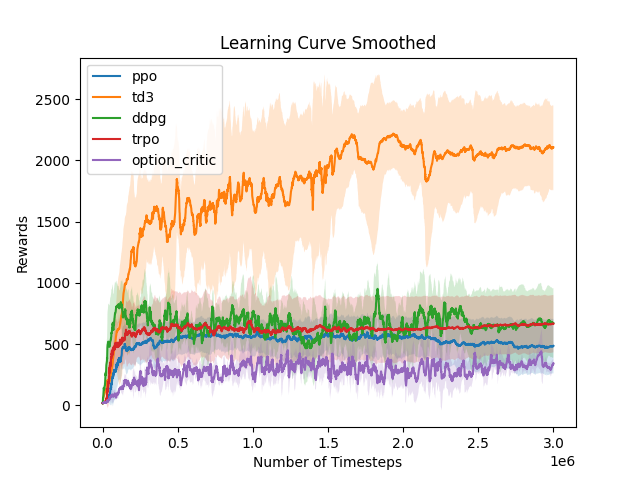 Learning Curve Smoothed
ppo
td3
ddpg
trpo
option_critic
Rewards
2500
2000
1500
1000
500
0
0.0 0.5 1.0 1.5 2.0 2.5 3.0
1e6
Number of Timesteps